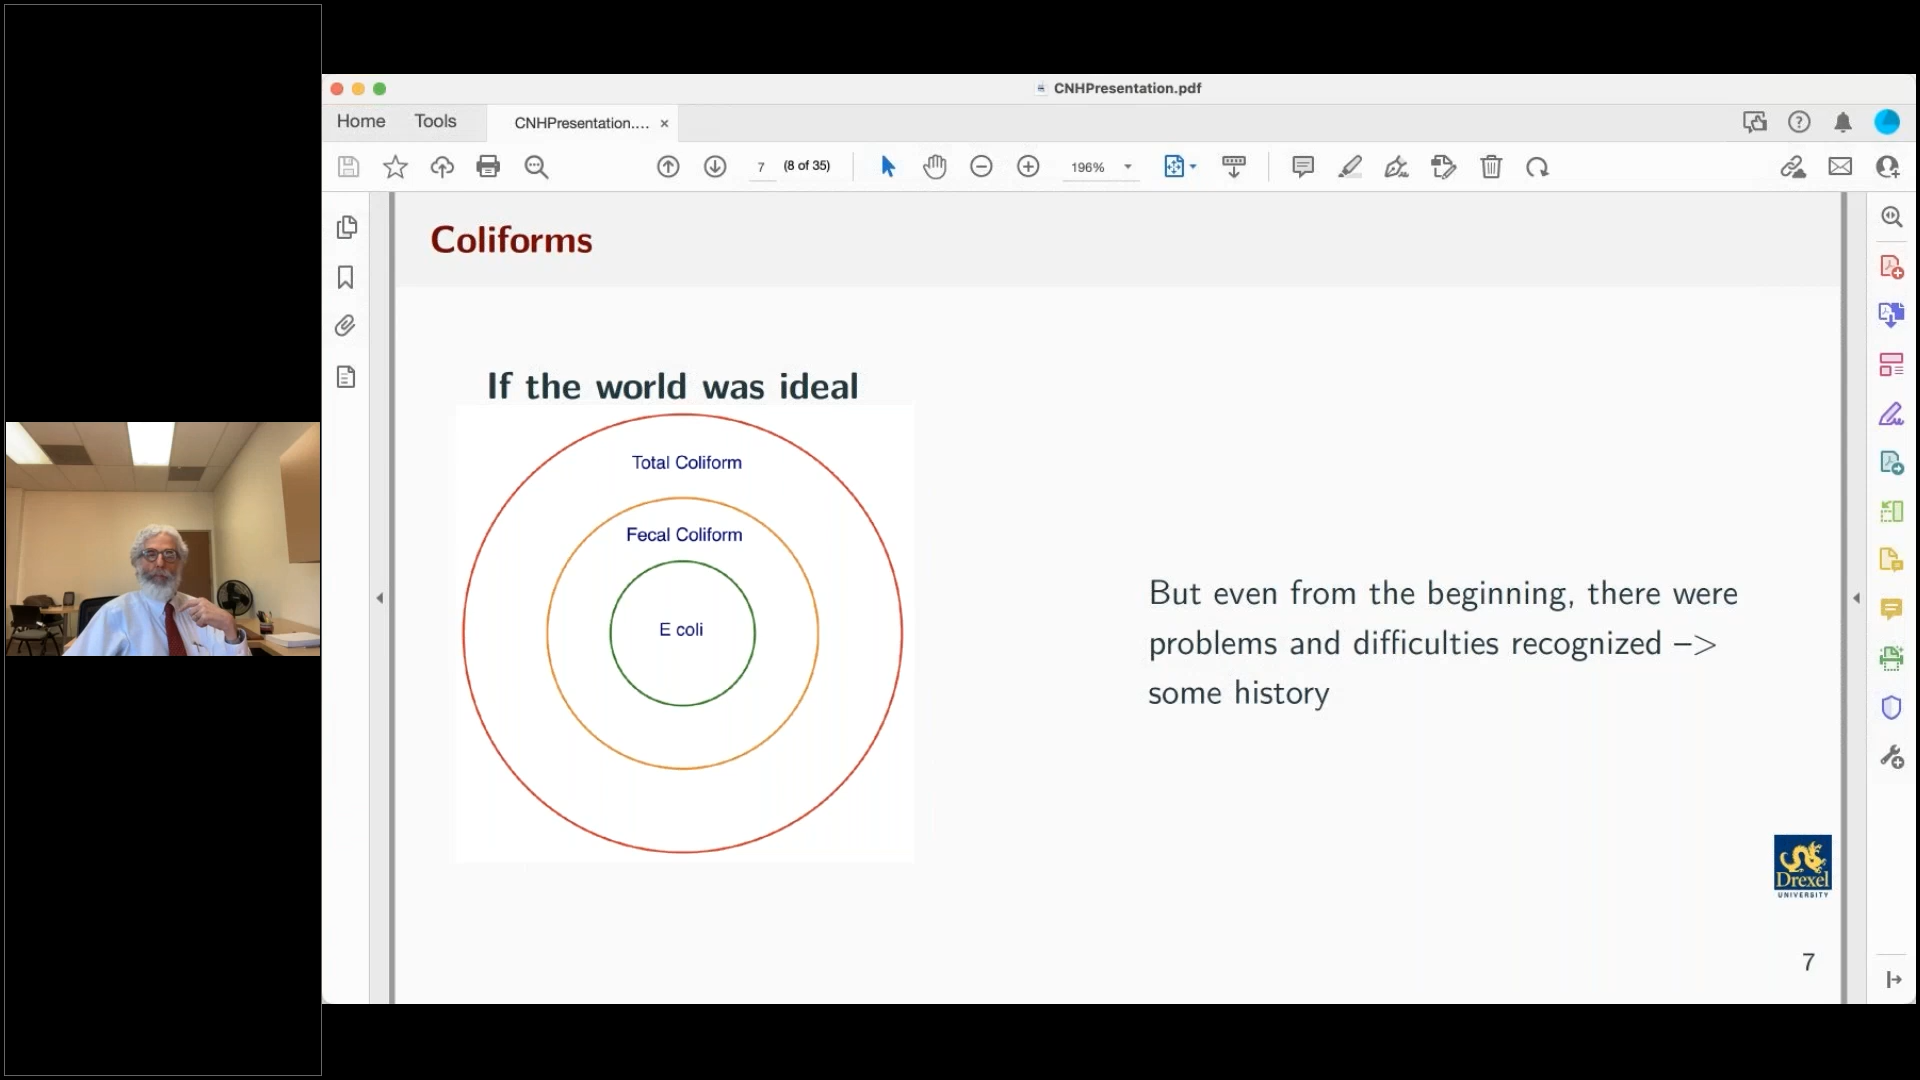 CNHPresentation.pdf
Home Tools CNHPresentation.... ×
7 (8 of 35) 196%
Coliforms
If the world was ideal
Total Coliform
Fecal Coliform
E coli
But even from the beginning, there were
problems and difficulties recognized –>
some history
Drexel
UNIVERSITY
7